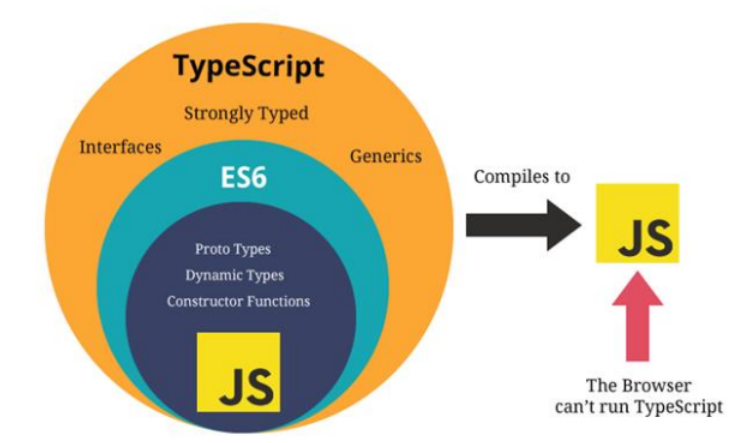 TypeScript
Strongly Typed
Interfaces
Generics
ES6
Proto Types
Dynamic Types
Constructor Functions
JS
Compiles to
JS
The Browser
can't run TypeScript